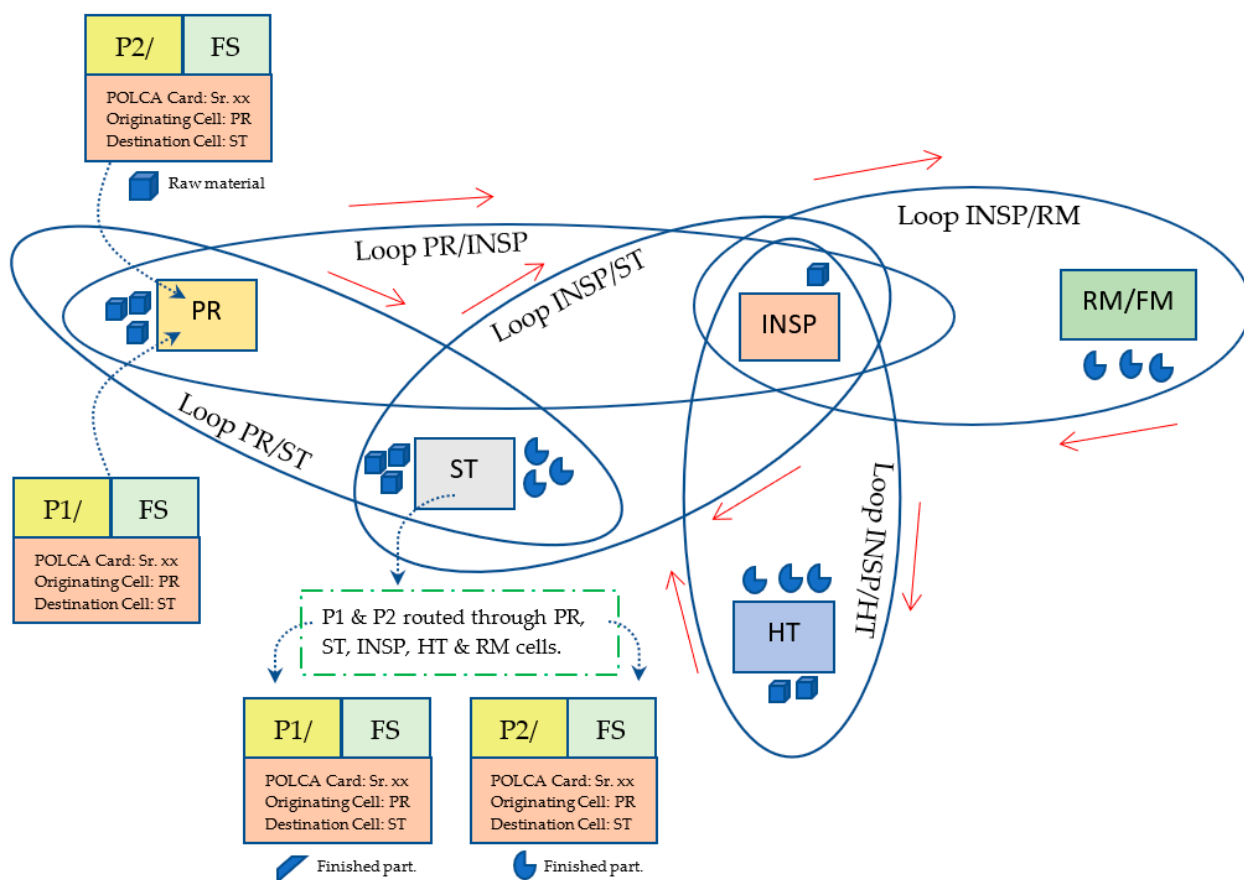 P2/ FS
POLCA Card: Sr. xx
Originating Cell: PR
Destination Cell: ST
Raw material
Loop PR/INSP
Loop INSP/ST
Loop INSP/RM
PR
INSP
RM/FM
Loop PR/ST
ST
Loop INSP/HT
P1/ FS
POLCA Card: Sr. xx
Originating Cell: PR
Destination Cell: ST
P1 & P2 routed through PR,
ST, INSP, HT & RM cells.
HT
P1/ FS
POLCA Card: Sr. xx
Originating Cell: PR
Destination Cell: ST
Finished part.
P2/ FS
POLCA Card: Sr. xx
Originating Cell: PR
Destination Cell: ST
Finished part.